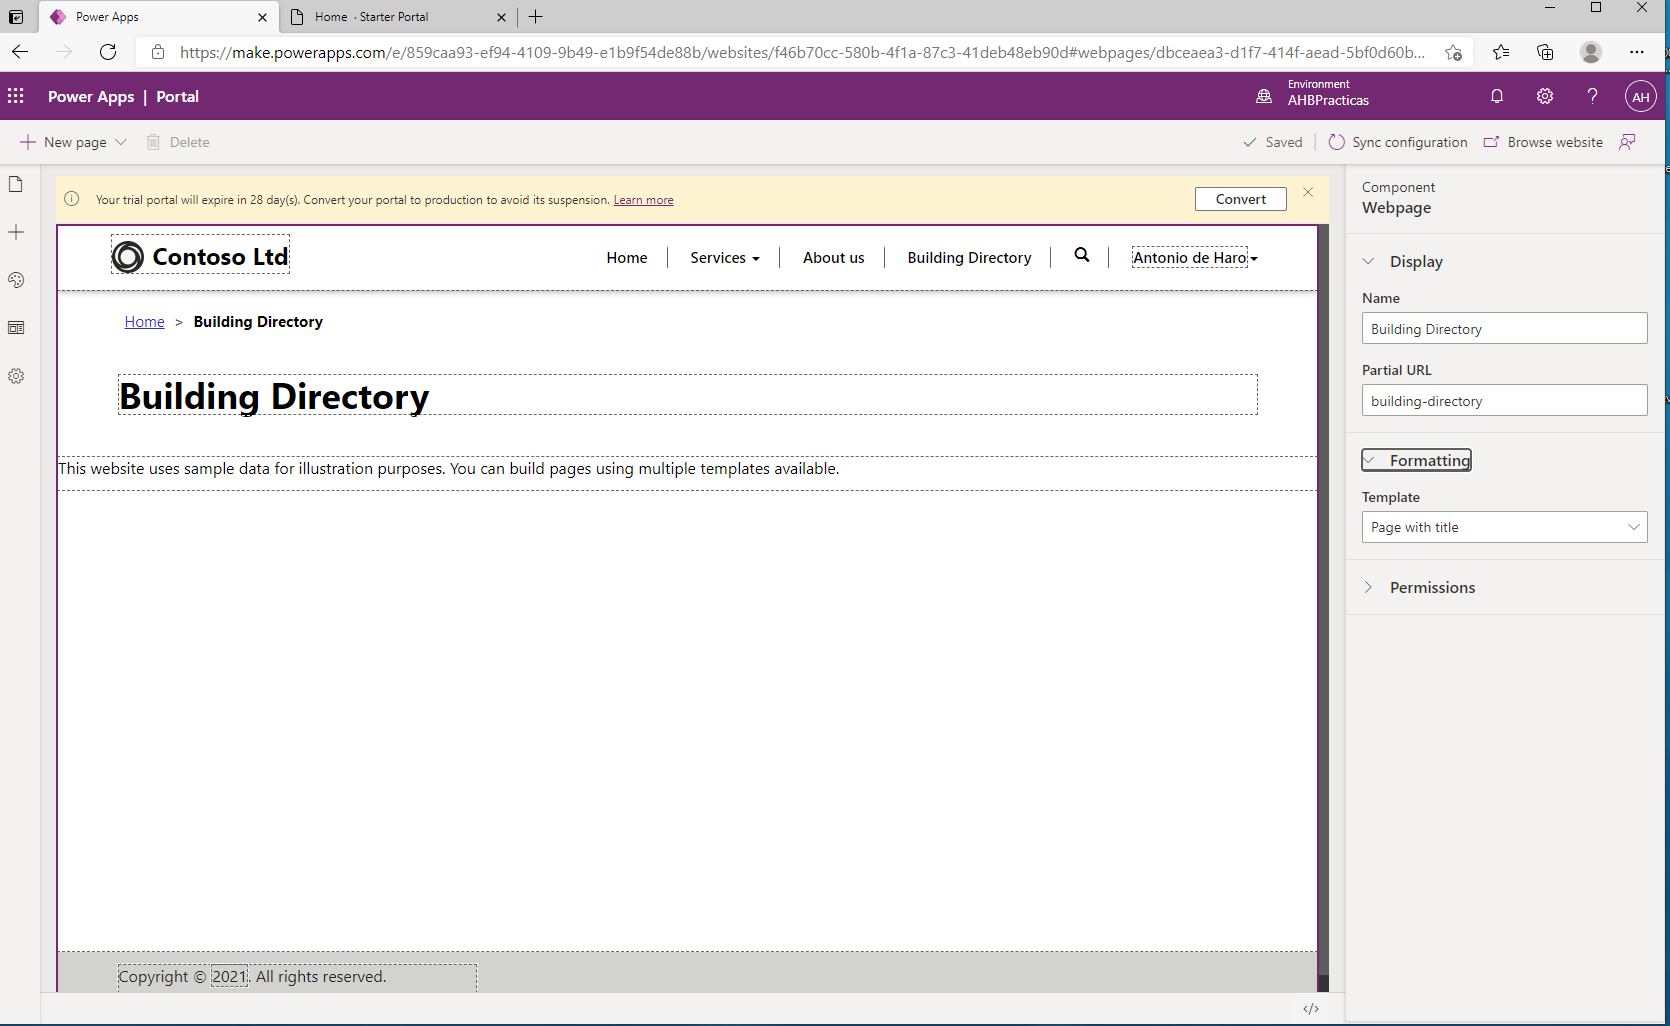 Power Apps
Home · Starter Portal
https://make.powerapps.com/e/859caa93-ef94-4109-9b49-e1b9f54de88b/websites/f46b70cc-580b-4f1a-87c3-41deb48eb90d#webpages/dbceaea3-d1f7-414f-aead-5bf0d60b...
Power Apps | Portal
Environment
AHBPracticas
AH
New page
Delete
Saved
Sync configuration
Browse website
Your trial portal will expire in 28 day(s). Convert your portal to production to avoid its suspension. Learn more
Convert
Contoso Ltd
Home
Services
About us
Building Directory
Antonio de Haro
Home > Building Directory
Building Directory
This website uses sample data for illustration purposes. You can build pages using multiple templates available.
Copyright © 2021. All rights reserved.
</>
Component
Webpage
Display
Name
Building Directory
Partial URL
building-directory
Formatting
Template
Page with title
Permissions